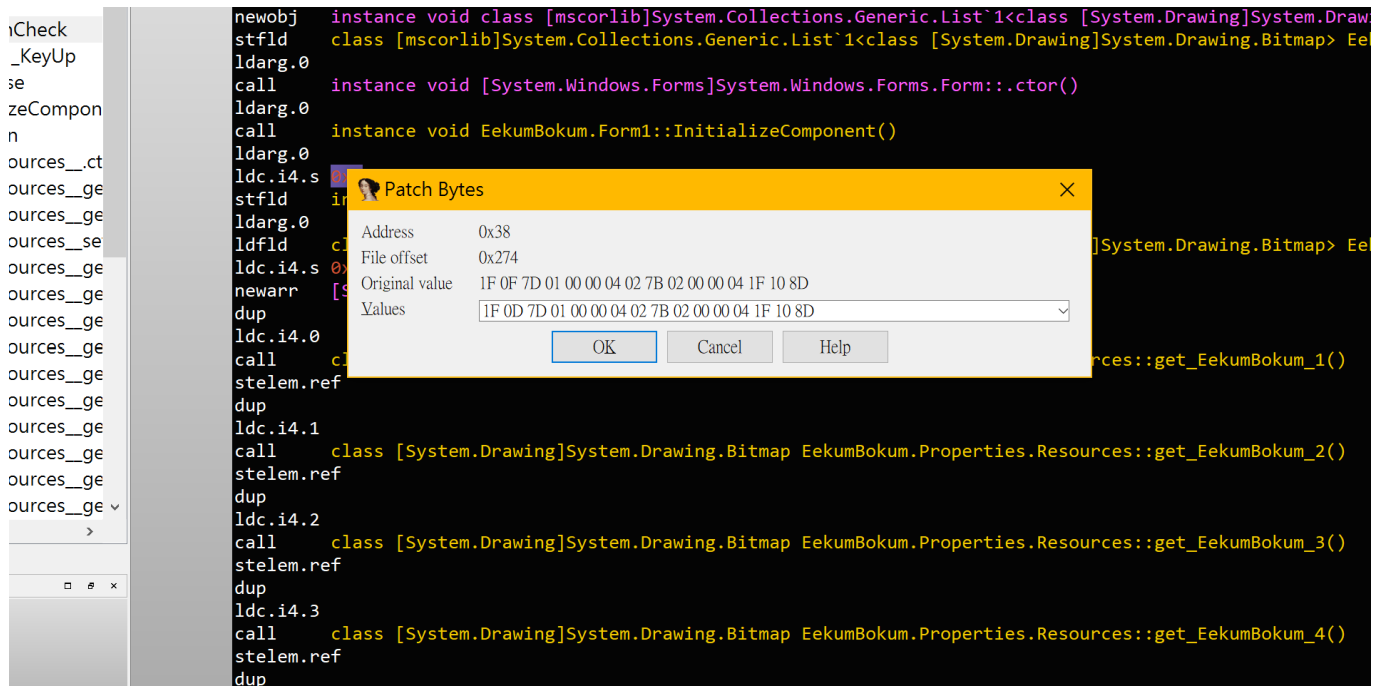 nCheck
_KeyUp
se
zeCompon
n
ources__.ct
ources__ge
ources__ge
ources__se
ources__ge
ources__ge
ources__ge
ources__ge
ources__ge
ources__ge
ources__ge
ources__ge
ources__ge
ources__ge
newobj instance void class [mscorlib]System.Collections.Generic.List`1<class [System.Drawing]System.Draw
stfld class [mscorlib]System.Collections.Generic.List`1<class [System.Drawing]System.Drawing.Bitmap> Eek
ldarg.0
call instance void [System.Windows.Forms]System.Windows.Forms.Form::.ctor()
ldarg.0
call instance void EekumBokum.Form1::InitializeComponent()
ldarg.0
ldc.i4.s 0x
stfld in
ldarg.0
ldfld cl ]System.Drawing.Bitmap> Eek
ldc.i4.s 0x
newarr [S
dup
ldc.i4.0
call cl rces::get_EekumBokum_1()
stelem.ref
dup
ldc.i4.1
call class [System.Drawing]System.Drawing.Bitmap EekumBokum.Properties.Resources::get_EekumBokum_2()
stelem.ref
dup
ldc.i4.2
call class [System.Drawing]System.Drawing.Bitmap EekumBokum.Properties.Resources::get_EekumBokum_3()
stelem.ref
dup
ldc.i4.3
call class [System.Drawing]System.Drawing.Bitmap EekumBokum.Properties.Resources::get_EekumBokum_4()
stelem.ref
dup
Patch Bytes
Address 0x38
File offset 0x274
Original value 1F 0F 7D 01 00 00 04 02 7B 02 00 00 04 1F 10 8D
Values 1F 0D 7D 01 00 00 04 02 7B 02 00 00 04 1F 10 8D
OK Cancel Help